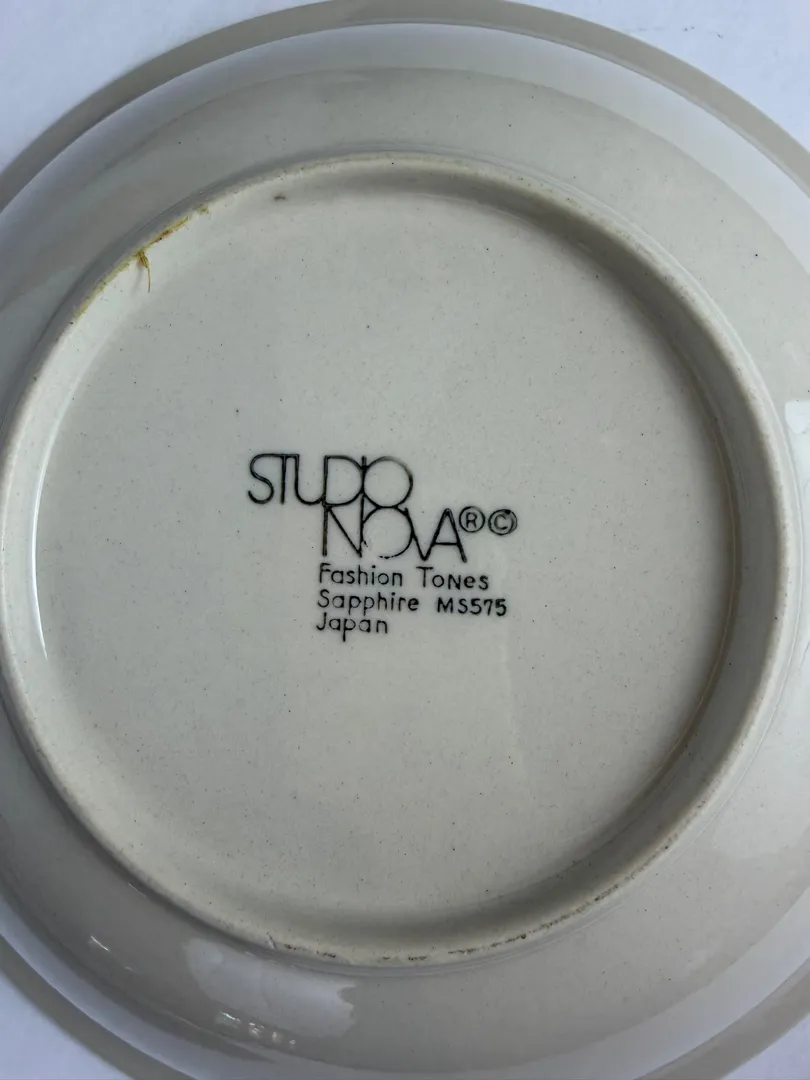 STUDIO
NOVA®©
Fashion Tones
Sapphire MS575
Japan